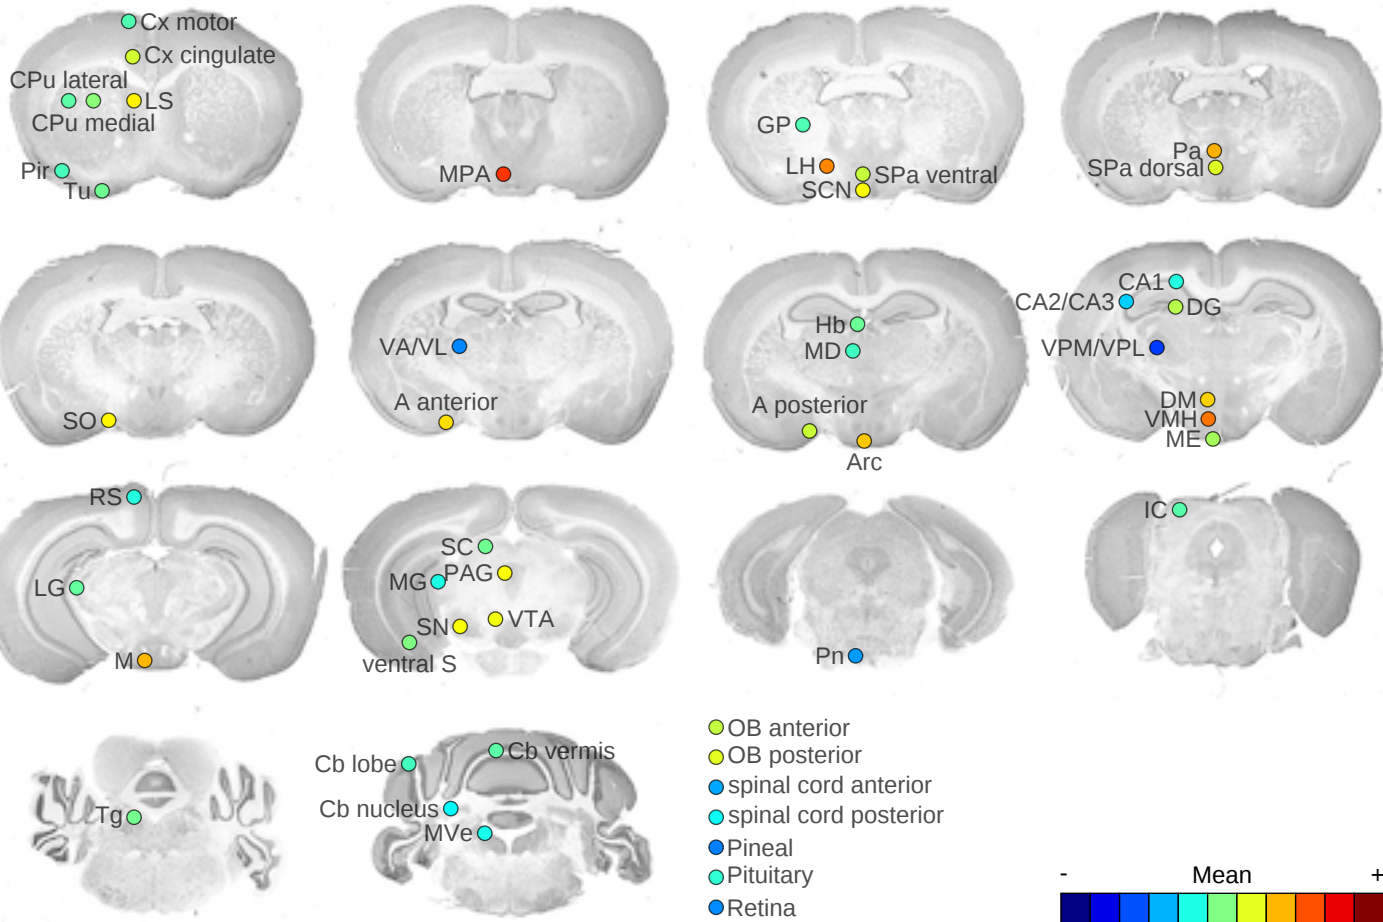 Cx motor
Cx cingulate
CPu lateral
LS
CPu medial
Pir
Tu
MPA
GP
LH
SPa ventral
SCN
Pa
SPa dorsal
SO
VA/VL
A anterior
Hb
MD
A posterior
Arc
CA1
CA2/CA3
DG
VPM/VPL
DM
VMH
ME
RS
LG
M
SC
MG
PAG
SN
VTA
ventral S
Pn
IC
Tg
Cb lobe
Cb vermis
Cb nucleus
MVe
OB anterior
OB posterior
spinal cord anterior
spinal cord posterior
Pineal
Pituitary
Retina
- Mean +